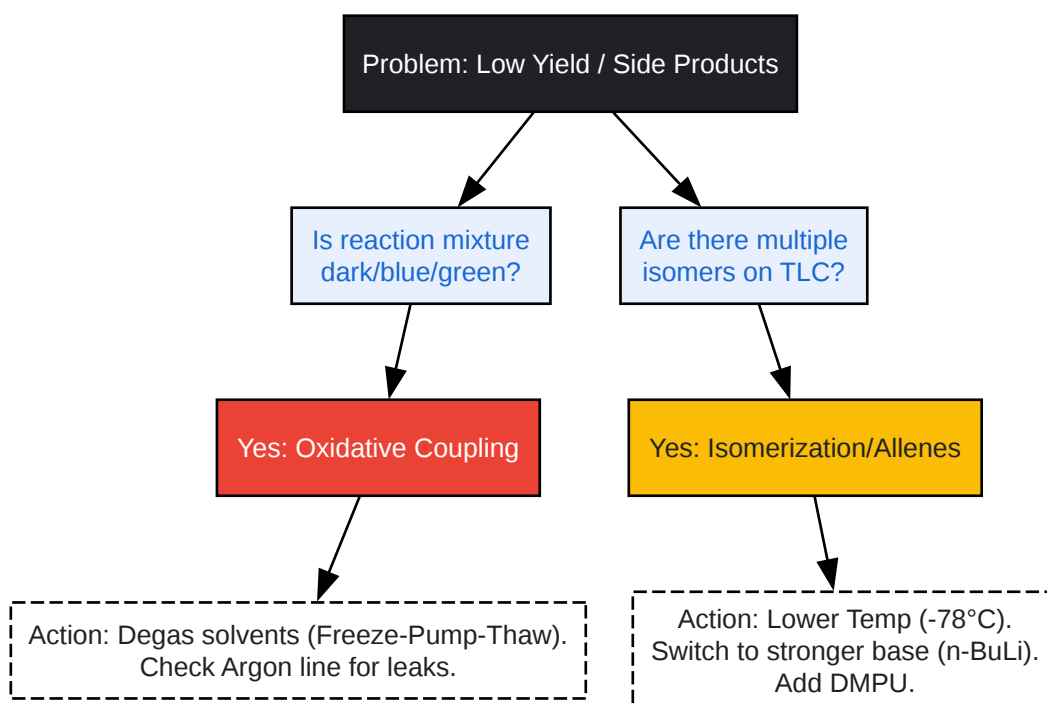 Problem: Low Yield / Side Products
Is reaction mixture
dark/blue/green?
Are there multiple
isomers on TLC?
Yes: Oxidative Coupling
Yes: Isomerization/Allenes
Action: Degas solvents (Freeze-Pump-Thaw).
Check Argon line for leaks.
Action: Lower Temp (-78°C).
Switch to stronger base (n-BuLi).
Add DMPU.